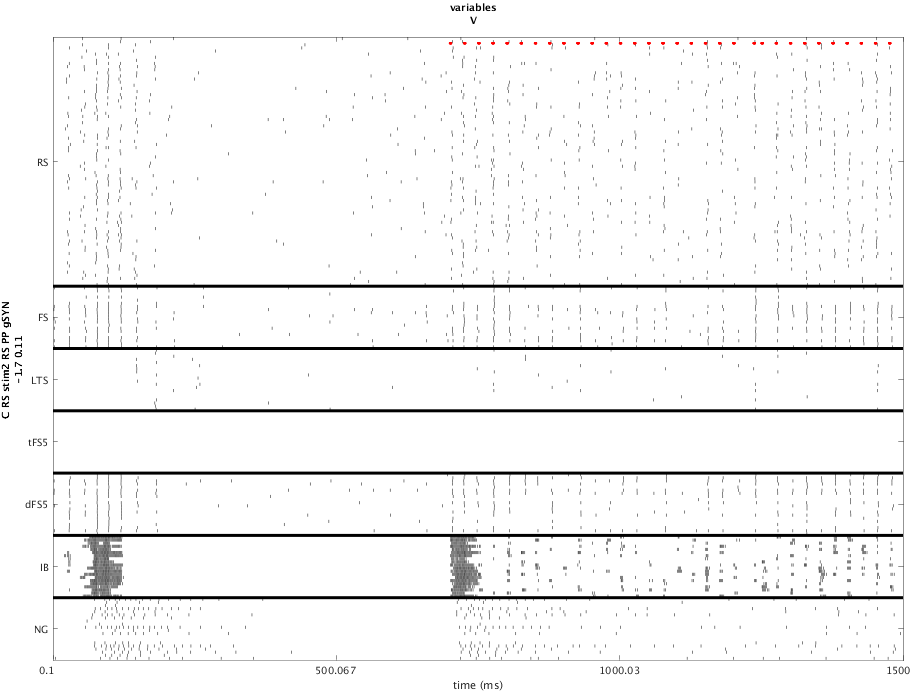 variables
V
C RS stim2 RS PP gSYN
-1.7 0.11
RS
FS
LTS
tFS5
dFS5
IB
NG
0.1
500.067
1000.03
1500
time (ms)